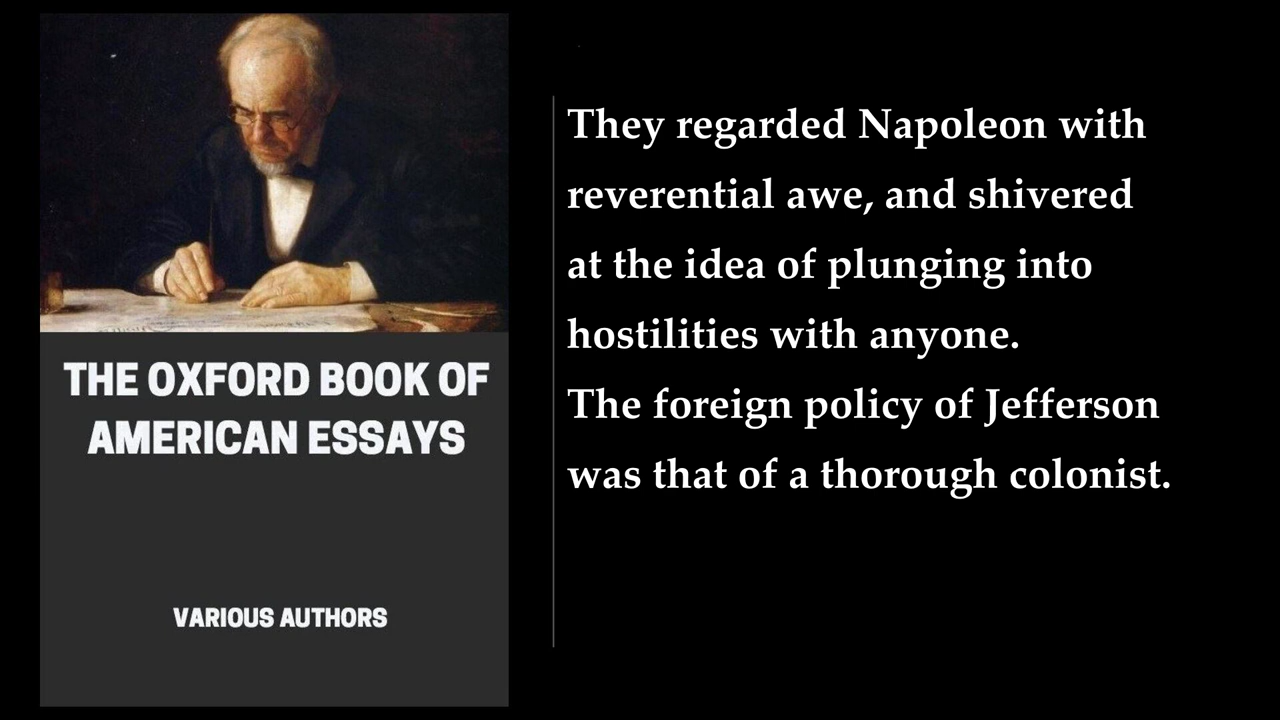 THE OXFORD BOOK OF
AMERICAN ESSAYS
VARIOUS AUTHORS
They regarded Napoleon with
reverential awe, and shivered
at the idea of plunging into
hostilities with anyone.
The foreign policy of Jefferson
was that of a thorough colonist.